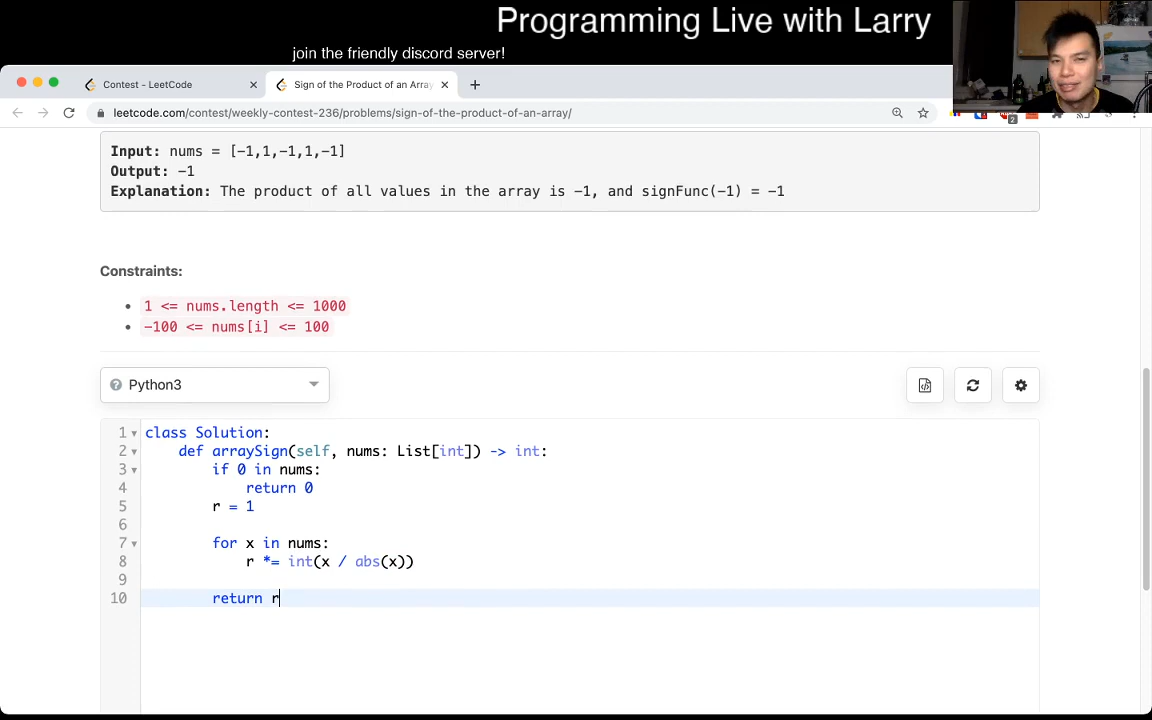 Programming Live with Larry
join the friendly discord server!
Contest - LeetCode
Sign of the Product of an Array
leetcode.com/contest/weekly-contest-236/problems/sign-of-the-product-of-an-array/
2
Input: nums = [-1,1,-1,1,-1]
Output: -1
Explanation: The product of all values in the array is -1, and signFunc(-1) = -1
Constraints:
1 <= nums.length <= 1000
-100 <= nums[i] <= 100
Python3
1 class Solution:
2 def arraySign(self, nums: List[int]) -> int:
3 if 0 in nums:
4 return 0
5 r = 1
6
7 for x in nums:
8 r *= int(x / abs(x))
9
10 return r